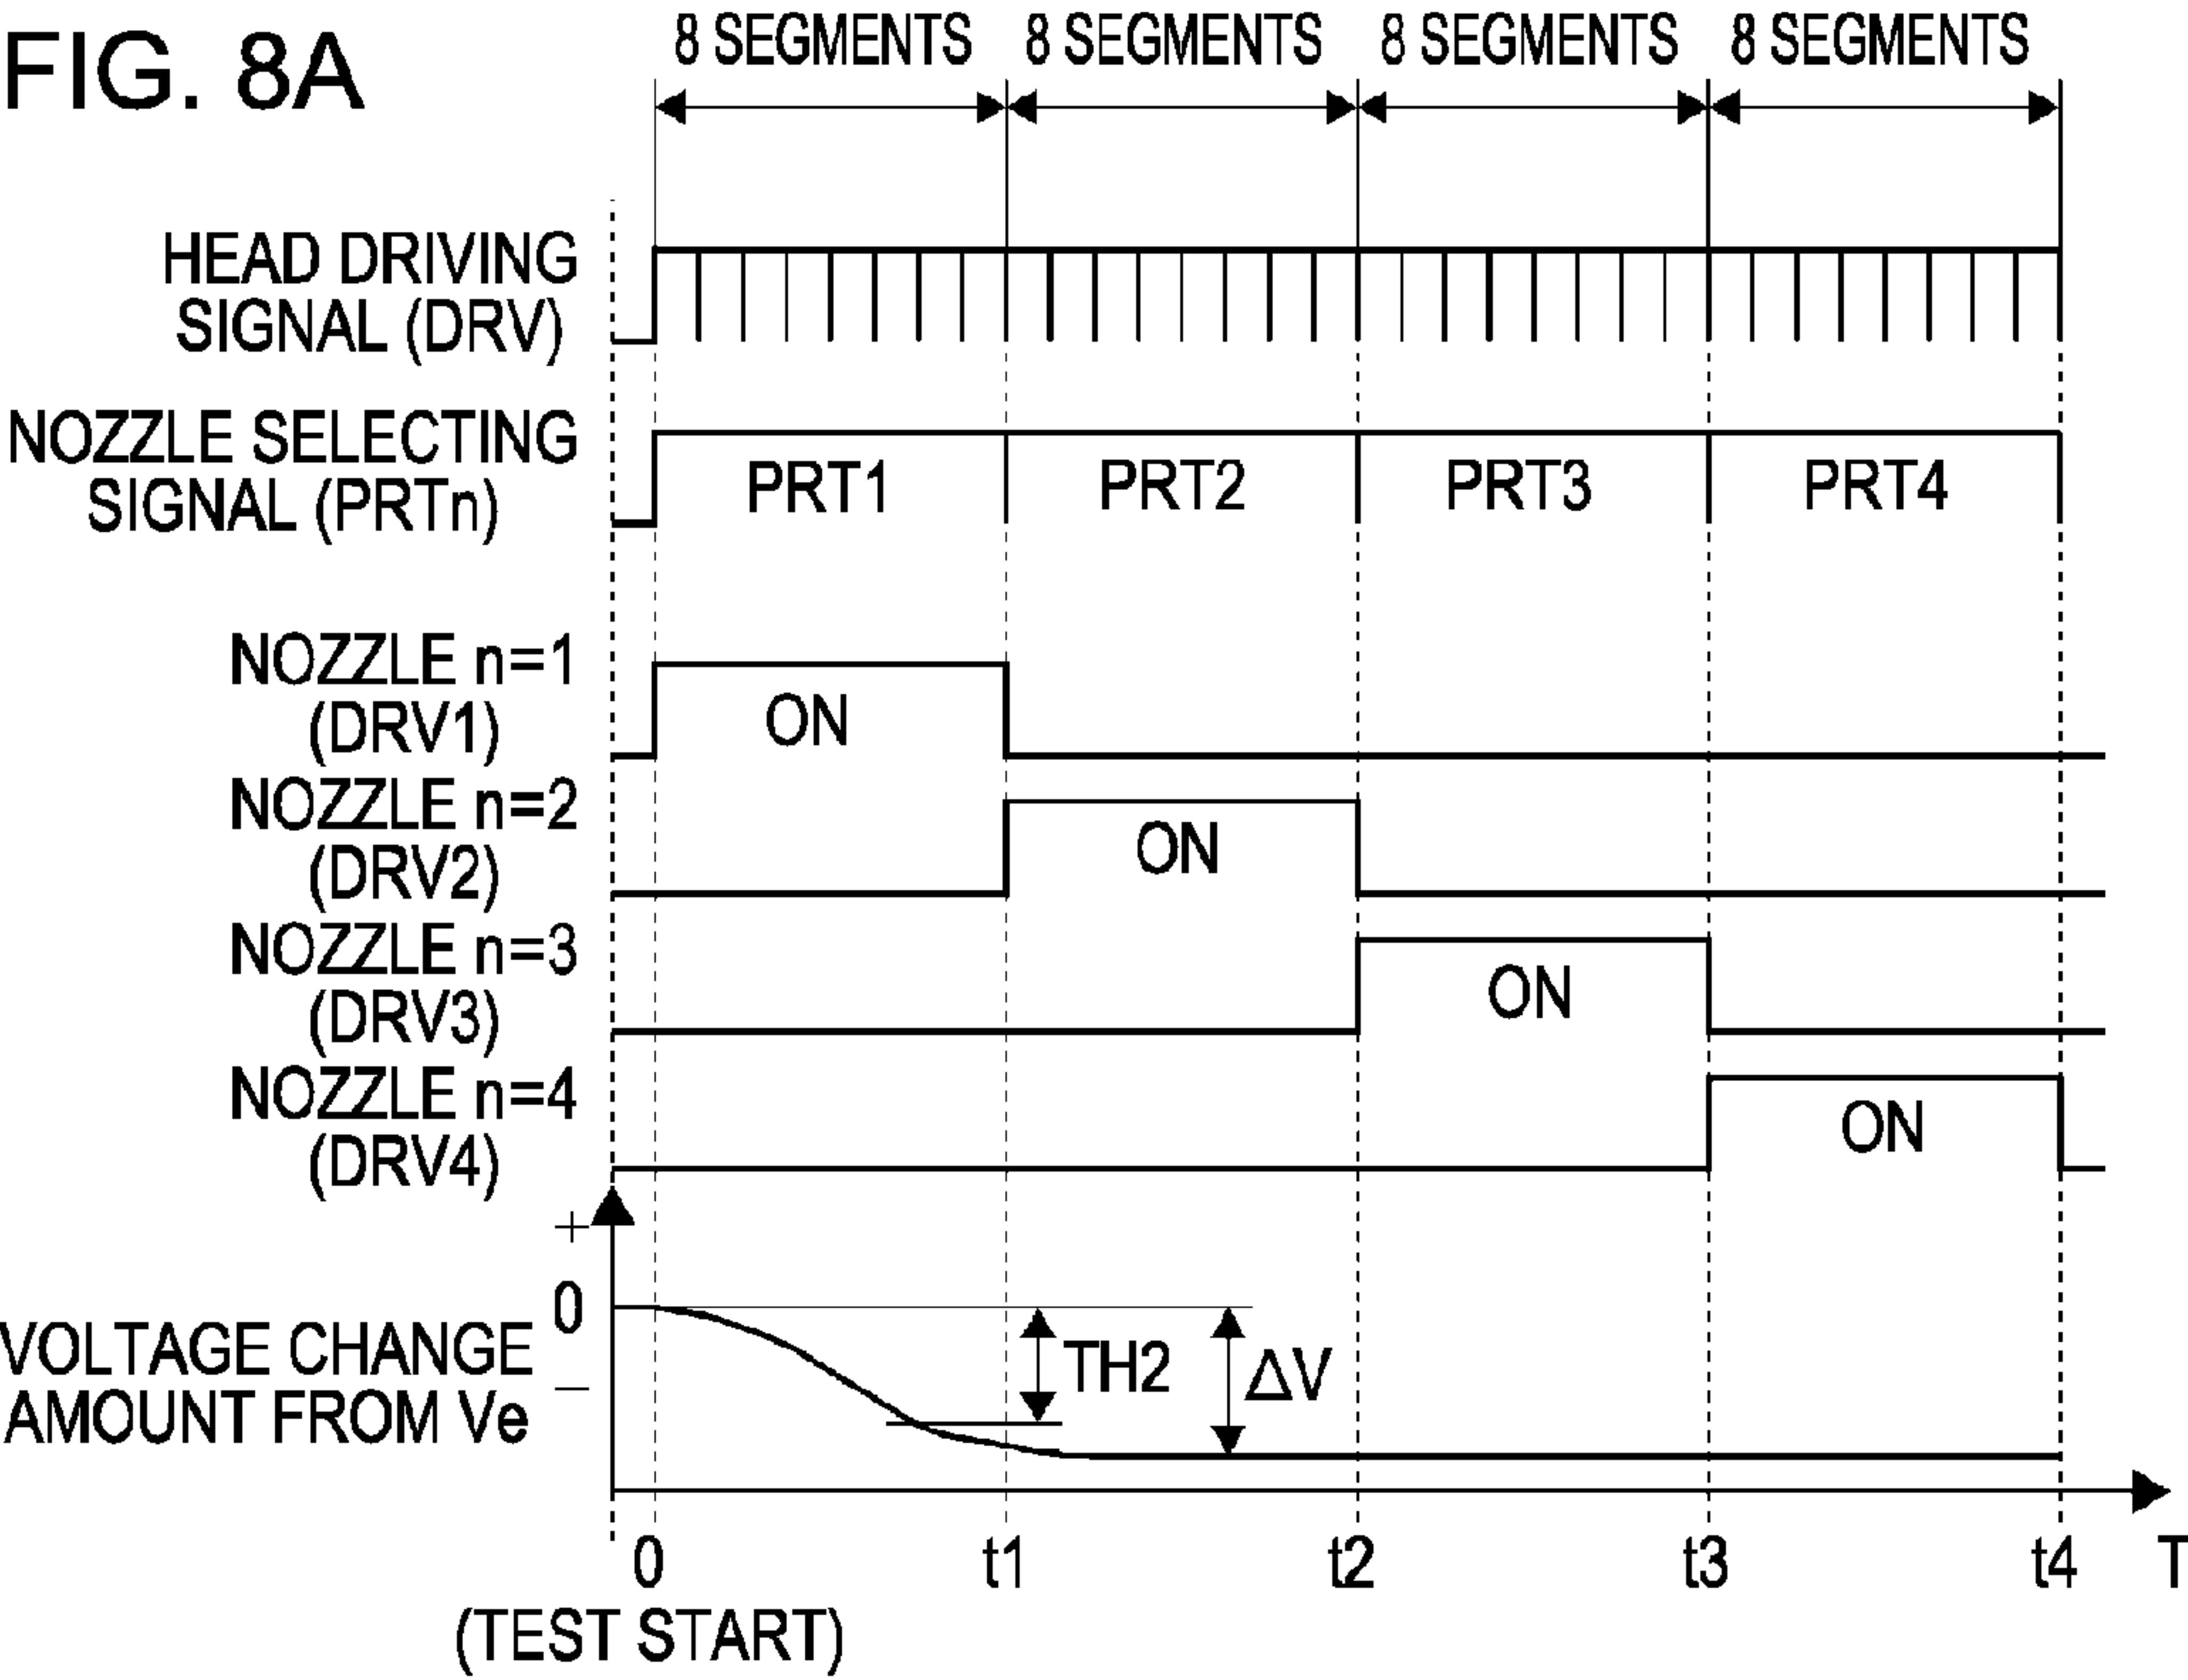 FIG. 8A
8 SEGMENTS 8 SEGMENTS 8 SEGMENTS 8 SEGMENTS
HEAD DRIVING
SIGNAL (DRV)
NOZZLE SELECTING
SIGNAL (PRTn)
PRT1 PRT2 PRT3 PRT4
NOZZLE n=1
(DRV1)
ON
NOZZLE n=2
(DRV2)
ON
NOZZLE n=3
(DRV3)
ON
NOZZLE n=4
(DRV4)
ON
+
0
−
VOLTAGE CHANGE
AMOUNT FROM Ve
TH2
ΔV
0 t1 t2 t3 t4 T
(TEST START)